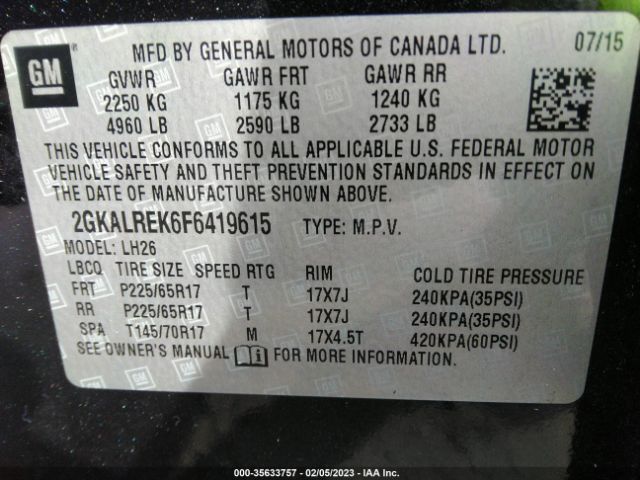 GM
MFD BY GENERAL MOTORS OF CANADA LTD. 07/15
GVWR GAWR FRT GAWR RR
2250 KG 1175 KG 1240 KG
4960 LB 2590 LB 2733 LB
THIS VEHICLE CONFORMS TO ALL APPLICABLE U.S. FEDERAL MOTOR
VEHICLE SAFETY AND THEFT PREVENTION STANDARDS IN EFFECT ON
THE DATE OF MANUFACTURE SHOWN ABOVE.
2GKALREK6F6419615 TYPE: M.P.V.
MODEL: LH26
LBCQ TIRE SIZE SPEED RTG RIM COLD TIRE PRESSURE
FRT P225/65R17 T 17X7J 240KPA(35PSI)
RR P225/65R17 T 17X7J 240KPA(35PSI)
SPA T145/70R17 M 17X4.5T 420KPA(60PSI)
SEE OWNER'S MANUAL FOR MORE INFORMATION.
000-35633757 - 02/05/2023 - IAA Inc.